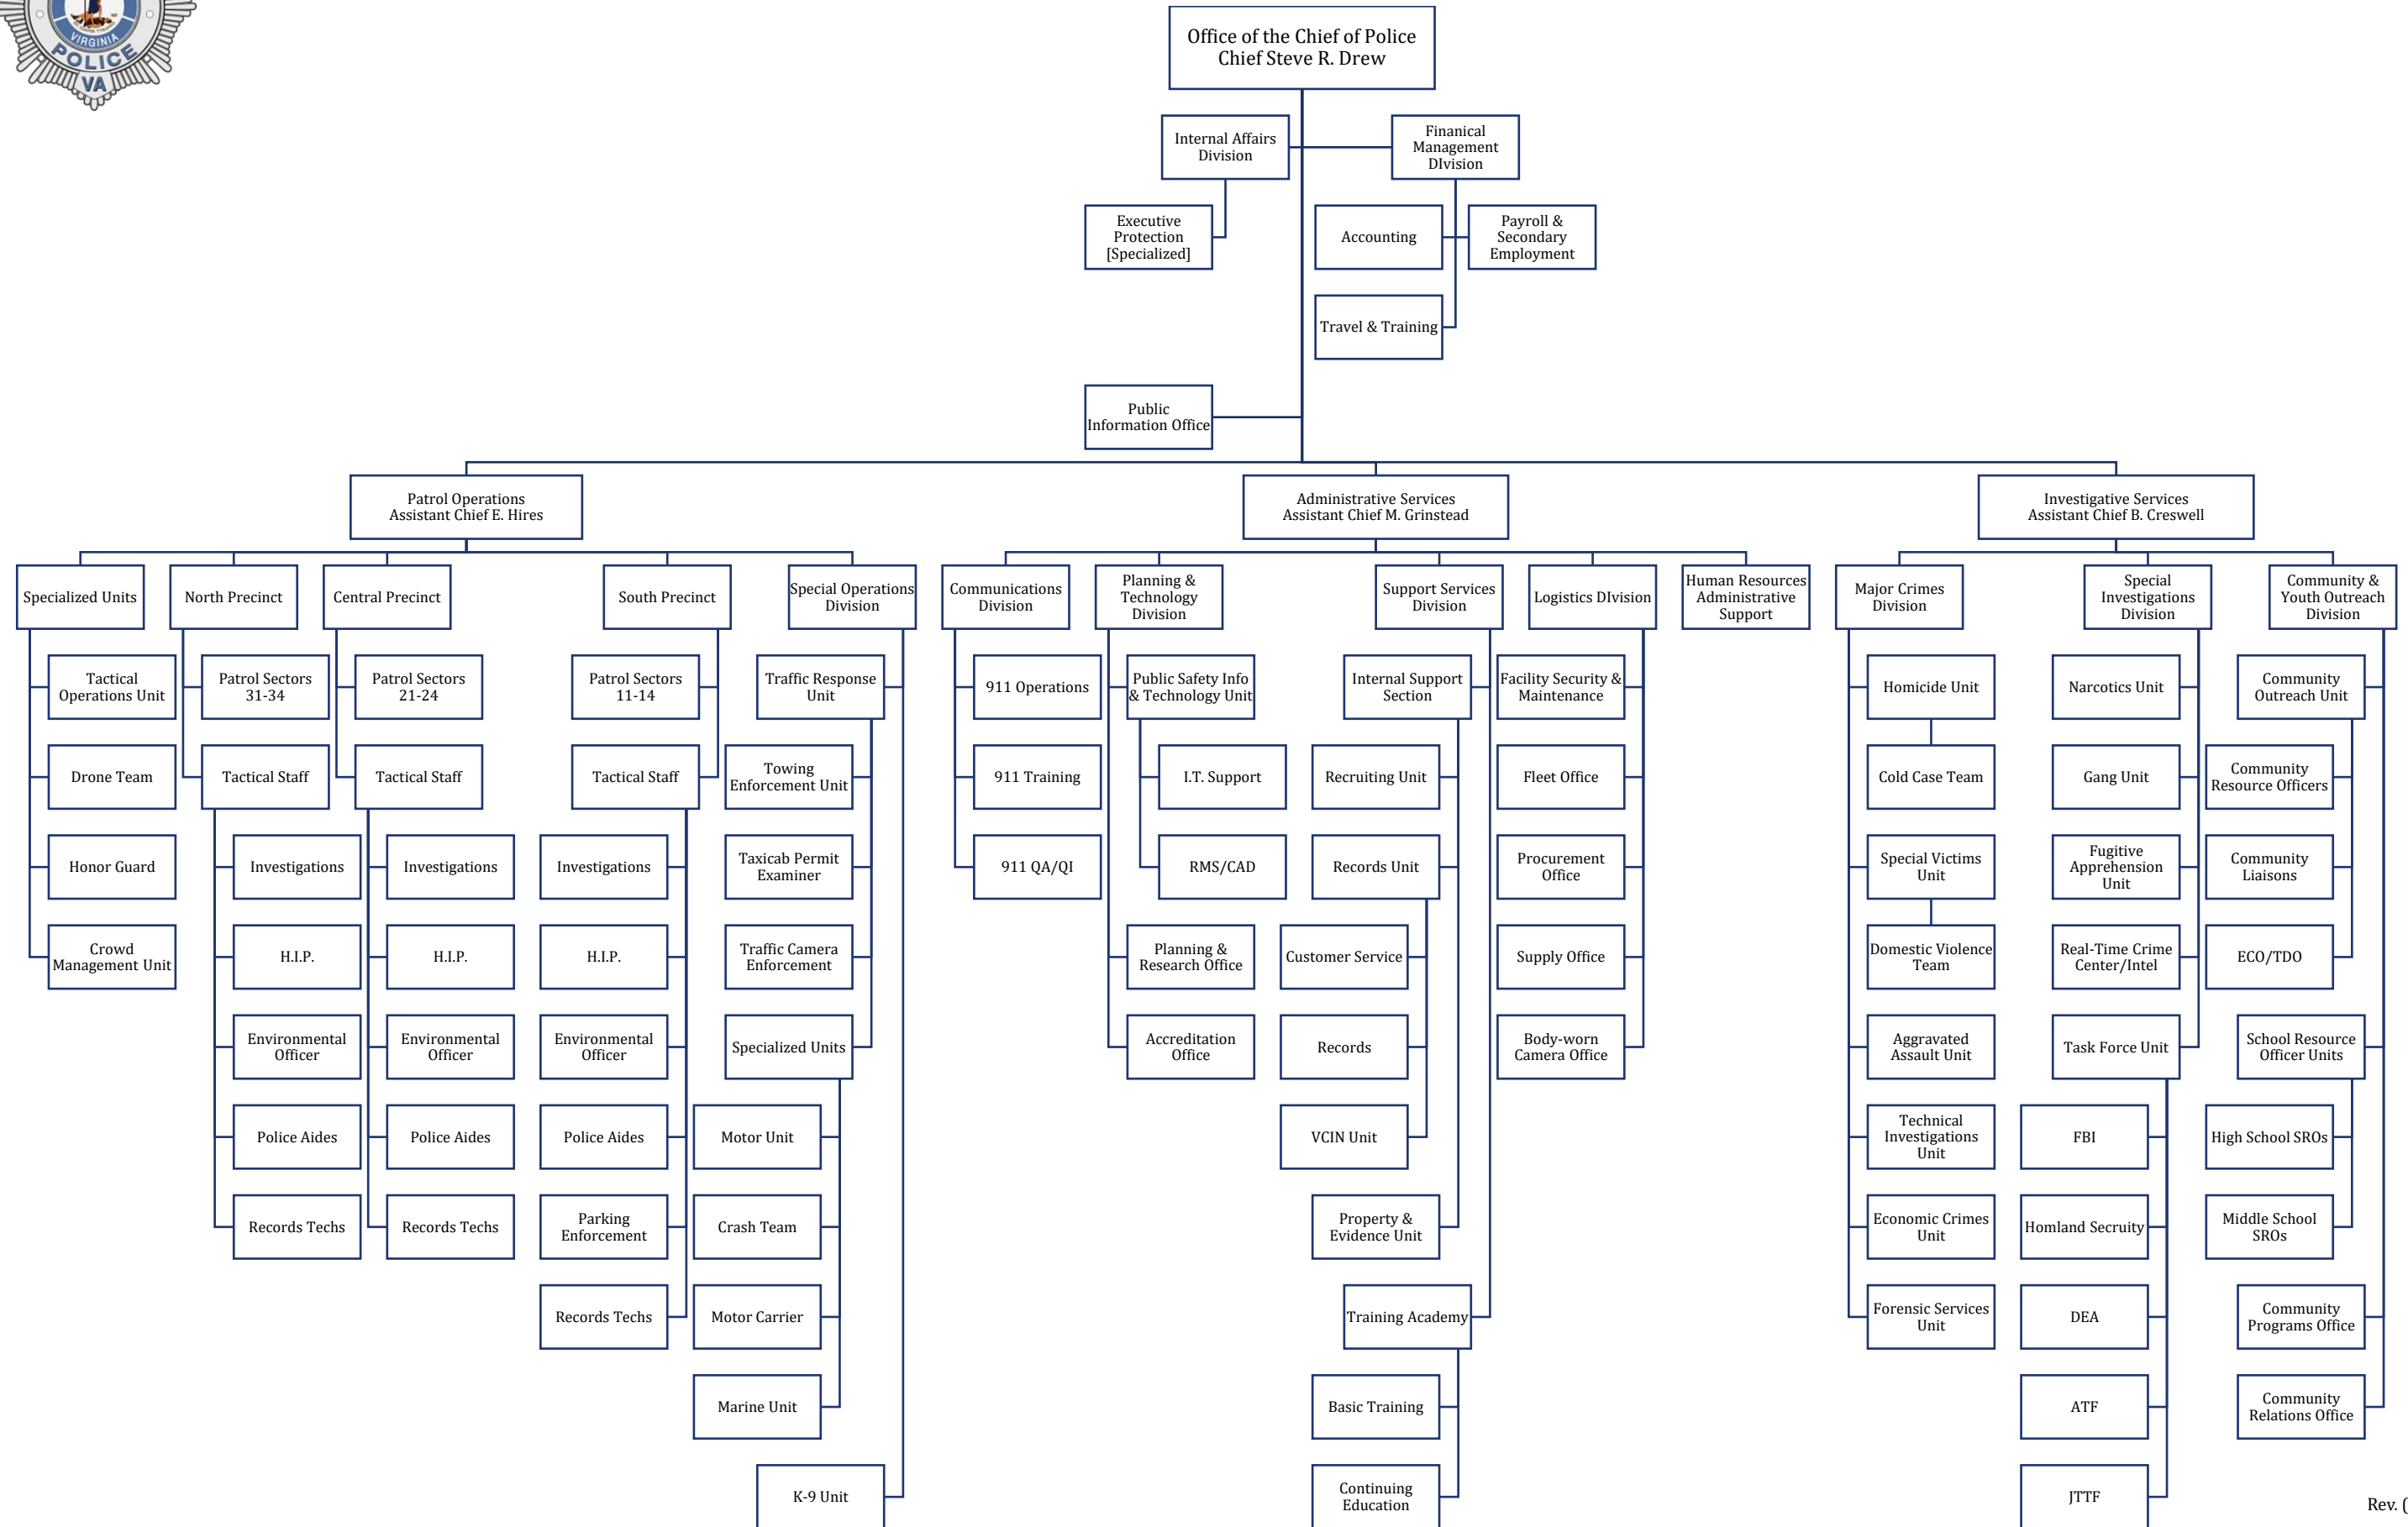 VIRGINIA
POLICE
VA
Office of the Chief of Police
Chief Steve R. Drew
Internal Affairs
Division
Finanical
Management
DIvision
Executive
Protection
[Specialized]
Accounting
Payroll &
Secondary
Employment
Travel & Training
Public
Information Office
Patrol Operations
Assistant Chief E. Hires
Administrative Services
Assistant Chief M. Grinstead
Investigative Services
Assistant Chief B. Creswell
Specialized Units
Tactical
Operations Unit
Drone Team
Honor Guard
Crowd
Management Unit
North Precinct
Patrol Sectors
31-34
Tactical Staff
Investigations
H.I.P.
Environmental
Officer
Police Aides
Records Techs
Central Precinct
Patrol Sectors
21-24
Tactical Staff
Investigations
H.I.P.
Environmental
Officer
Police Aides
Records Techs
South Precinct
Patrol Sectors
11-14
Tactical Staff
Investigations
H.I.P.
Environmental
Officer
Police Aides
Parking
Enforcement
Records Techs
Special Operations
Division
Traffic Response
Unit
Towing
Enforcement Unit
Taxicab Permit
Examiner
Traffic Camera
Enforcement
Specialized Units
Motor Unit
Crash Team
Motor Carrier
Marine Unit
K-9 Unit
Communications
Division
911 Operations
911 Training
911 QA/QI
Planning &
Technology
Division
Public Safety Info
& Technology Unit
I.T. Support
RMS/CAD
Planning &
Research Office
Accreditation
Office
Support Services
Division
Internal Support
Section
Recruiting Unit
Records Unit
Customer Service
Records
VCIN Unit
Property &
Evidence Unit
Training Academy
Basic Training
Continuing
Education
Logistics DIvision
Facility Security &
Maintenance
Fleet Office
Procurement
Office
Supply Office
Body-worn
Camera Office
Human Resources
Administrative
Support
Major Crimes
Division
Homicide Unit
Cold Case Team
Special Victims
Unit
Domestic Violence
Team
Aggravated
Assault Unit
Technical
Investigations
Unit
Economic Crimes
Unit
Forensic Services
Unit
Special
Investigations
Division
Narcotics Unit
Gang Unit
Fugitive
Apprehension
Unit
Real-Time Crime
Center/Intel
Task Force Unit
FBI
Homland Secruity
DEA
ATF
JTTF
Community &
Youth Outreach
Division
Community
Outreach Unit
Community
Resource Officers
Community
Liaisons
ECO/TDO
School Resource
Officer Units
High School SROs
Middle School
SROs
Community
Programs Office
Community
Relations Office
Rev. (